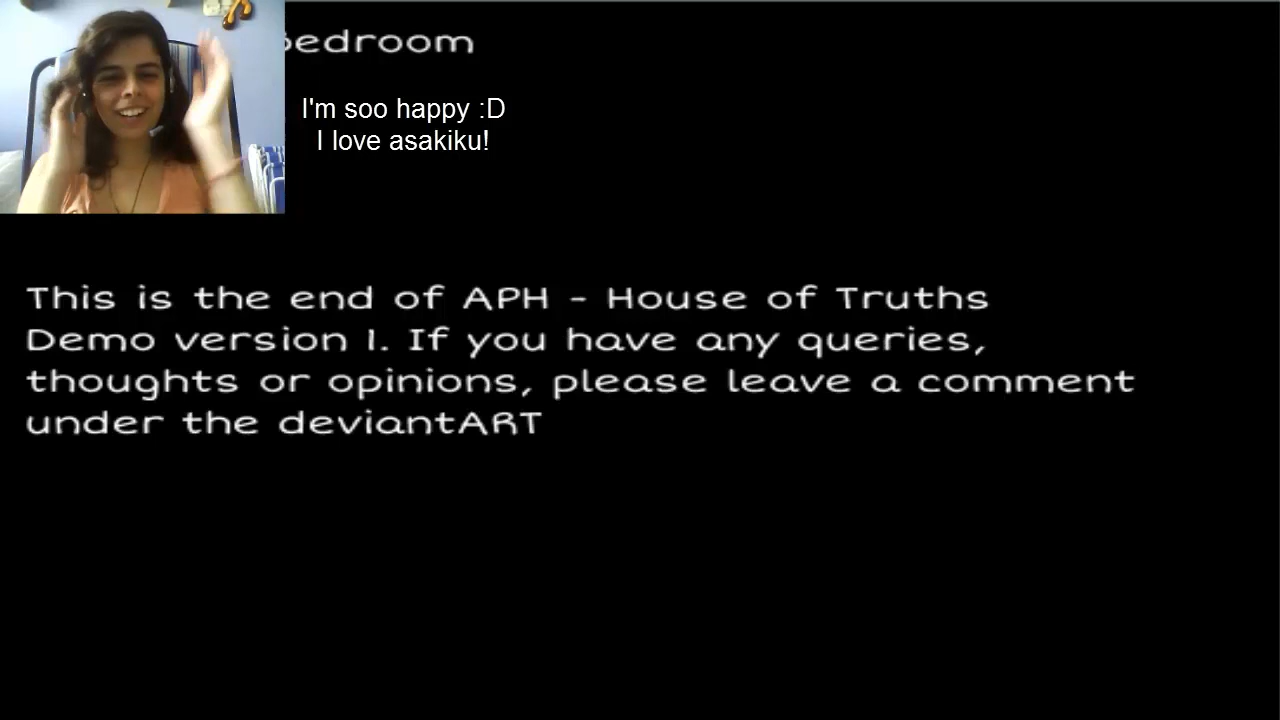 bedroom
I'm soo happy :D
I love asakiku!
This is the end of APH - House of Truths
Demo version 1. If you have any queries,
thoughts or opinions, please leave a comment
under the deviantART